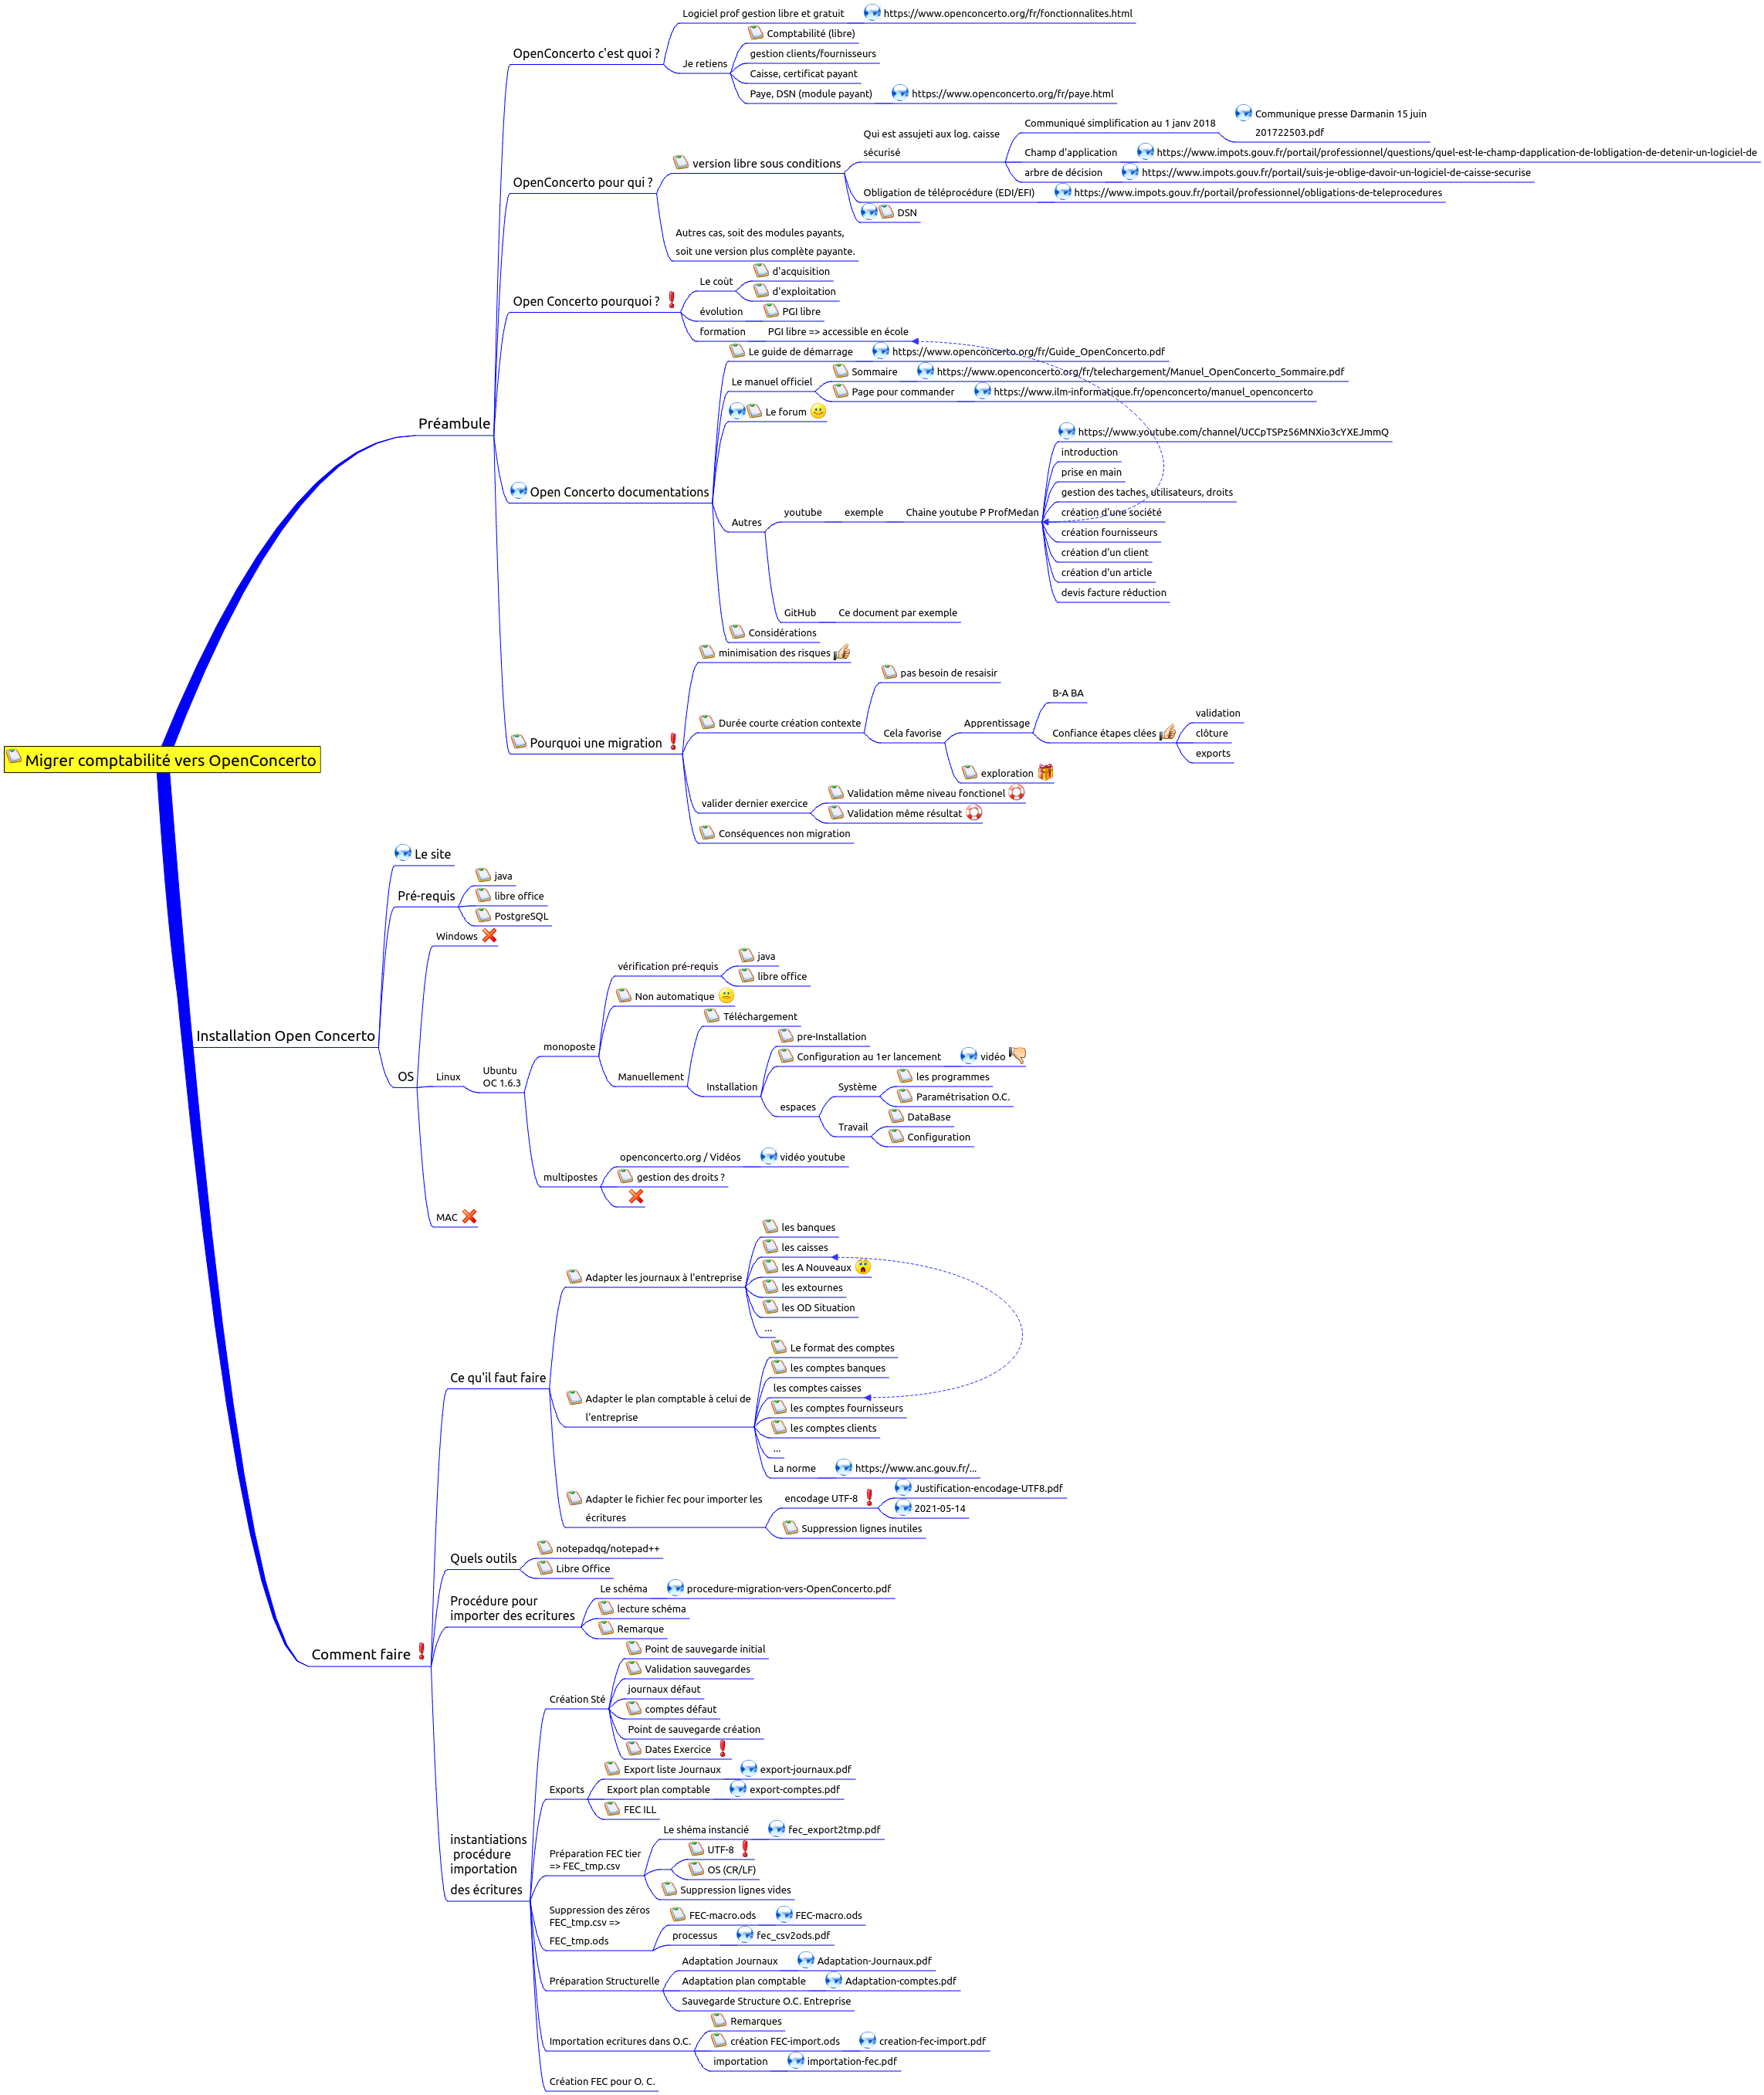 Migrer comptabilité vers OpenConcerto
Préambule
OpenConcerto c'est quoi ?
Logiciel prof gestion libre et gratuit
https://www.openconcerto.org/fr/fonctionnalites.html
Je retiens
Comptabilité (libre)
gestion clients/fournisseurs
Caisse, certificat payant
Paye, DSN (module payant)
https://www.openconcerto.org/fr/paye.html
OpenConcerto pour qui ?
version libre sous conditions
Qui est assujeti aux log. caisse
sécurisé
Communiqué simplification au 1 janv 2018
Communique presse Darmanin 15 juin
201722503.pdf
Champ d'application
https://www.impots.gouv.fr/portail/professionnel/questions/quel-est-le-champ-dapplication-de-lobligation-de-detenir-un-logiciel-de
arbre de décision
https://www.impots.gouv.fr/portail/suis-je-oblige-davoir-un-logiciel-de-caisse-securise
Obligation de téléprocédure (EDI/EFI)
https://www.impots.gouv.fr/portail/professionnel/obligations-de-teleprocedures
DSN
Autres cas, soit des modules payants,
soit une version plus complète payante.
Open Concerto pourquoi ?
Le coùt
d'acquisition
d'exploitation
évolution
PGI libre
formation
PGI libre => accessible en école
Open Concerto documentations
Le guide de démarrage
https://www.openconcerto.org/fr/Guide_OpenConcerto.pdf
Le manuel officiel
Sommaire
https://www.openconcerto.org/fr/telechargement/Manuel_OpenConcerto_Sommaire.pdf
Page pour commander
https://www.ilm-informatique.fr/openconcerto/manuel_openconcerto
Le forum
Autres
youtube
exemple
Chaine youtube P ProfMedan
https://www.youtube.com/channel/UCCpTSPz56MNXio3cYXEJmmQ
introduction
prise en main
gestion des taches, utilisateurs, droits
création d'une société
création fournisseurs
création d'un client
création d'un article
devis facture réduction
GitHub
Ce document par exemple
Considérations
Pourquoi une migration
minimisation des risques
Durée courte création contexte
pas besoin de resaisir
Cela favorise
Apprentissage
B-A BA
Confiance étapes clées
validation
clôture
exports
exploration
valider dernier exercice
Validation même niveau fonctionel
Validation même résultat
Conséquences non migration
Installation Open Concerto
Le site
Pré-requis
java
libre office
PostgreSQL
OS
Windows
Linux
Ubuntu
OC 1.6.3
monoposte
vérification pré-requis
java
libre office
Non automatique
Manuellement
Téléchargement
Installation
pre-Installation
Configuration au 1er lancement
vidéo
espaces
Système
les programmes
Paramétrisation O.C.
Travail
DataBase
Configuration
multipostes
openconcerto.org / Vidéos
vidéo youtube
gestion des droits ?
MAC
Comment faire
Ce qu'il faut faire
Adapter les journaux à l'entreprise
les banques
les caisses
les A Nouveaux
les extournes
les OD Situation
...
Adapter le plan comptable à celui de
l'entreprise
Le format des comptes
les comptes banques
les comptes caisses
les comptes fournisseurs
les comptes clients
...
La norme
https://www.anc.gouv.fr/...
Adapter le fichier fec pour importer les
écritures
encodage UTF-8
Justification-encodage-UTF8.pdf
2021-05-14
Suppression lignes inutiles
Quels outils
notepadqq/notepad++
Libre Office
Procédure pour
importer des ecritures
Le schéma
procedure-migration-vers-OpenConcerto.pdf
lecture schéma
Remarque
instantiations
procédure
importation
des écritures
Création Sté
Point de sauvegarde initial
Validation sauvegardes
journaux défaut
comptes défaut
Point de sauvegarde création
Dates Exercice
Exports
Export liste Journaux
export-journaux.pdf
Export plan comptable
export-comptes.pdf
FEC ILL
Préparation FEC tier
=> FEC_tmp.csv
Le shéma instancié
fec_export2tmp.pdf
UTF-8
OS (CR/LF)
Suppression lignes vides
Suppression des zéros
FEC_tmp.csv =>
FEC_tmp.ods
FEC-macro.ods
FEC-macro.ods
processus
fec_csv2ods.pdf
Préparation Structurelle
Adaptation Journaux
Adaptation-Journaux.pdf
Adaptation plan comptable
Adaptation-comptes.pdf
Sauvegarde Structure O.C. Entreprise
Importation ecritures dans O.C.
Remarques
création FEC-import.ods
creation-fec-import.pdf
importation
importation-fec.pdf
Création FEC pour O. C.